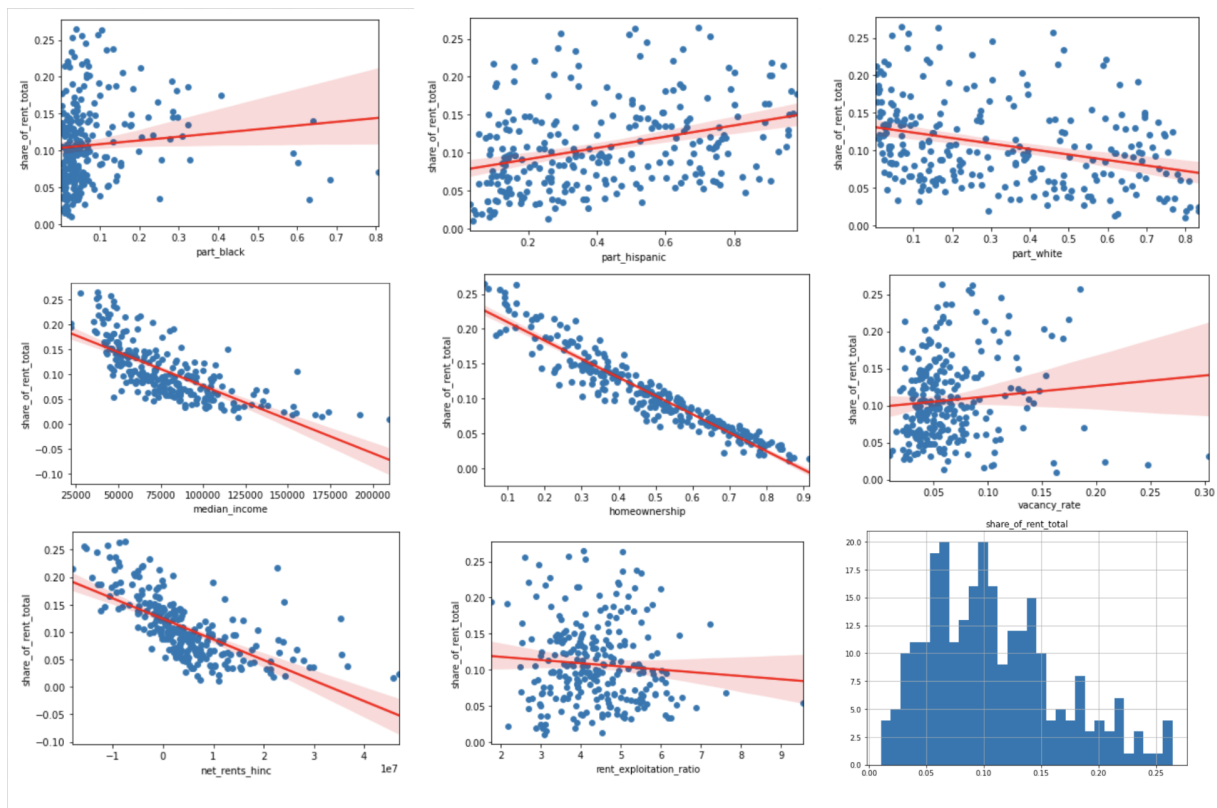 share_of_rent_total
0.25
0.20
0.15
0.10
0.05
0.00
0.1 0.2 0.3 0.4 0.5 0.6 0.7 0.8
part_black
share_of_rent_total
0.25
0.20
0.15
0.10
0.05
0.00
0.2 0.4 0.6 0.8
part_hispanic
share_of_rent_total
0.25
0.20
0.15
0.10
0.05
0.00
0.1 0.2 0.3 0.4 0.5 0.6 0.7 0.8
part_white
share_of_rent_total
0.25
0.20
0.15
0.10
0.05
0.00
−0.05
−0.10
25000 50000 75000 100000 125000 150000 175000 200000
median_income
share_of_rent_total
0.25
0.20
0.15
0.10
0.05
0.00
0.1 0.2 0.3 0.4 0.5 0.6 0.7 0.8 0.9
homeownership
share_of_rent_total
0.25
0.20
0.15
0.10
0.05
0.00
0.05 0.10 0.15 0.20 0.25 0.30
vacancy_rate
share_of_rent_total
0.25
0.20
0.15
0.10
0.05
0.00
−0.05
−0.10
−1 0 1 2 3 4
1e7
net_rents_hinc
share_of_rent_total
0.25
0.20
0.15
0.10
0.05
0.00
2 3 4 5 6 7 8 9
rent_exploitation_ratio
share_of_rent_total
20.0
17.5
15.0
12.5
10.0
7.5
5.0
2.5
0.0
0.00 0.05 0.10 0.15 0.20 0.25